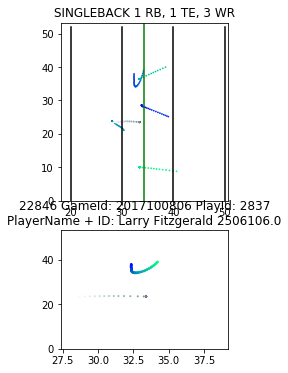 SINGLEBACK 1 RB, 1 TE, 3 WR
50
40
30
20
10
0
20 30 40 50
22846 GameId: 2017100806 PlayId: 2837
PlayerName + ID: Larry Fitzgerald 2506106.0
40
20
0
27.5 30.0 32.5 35.0 37.5